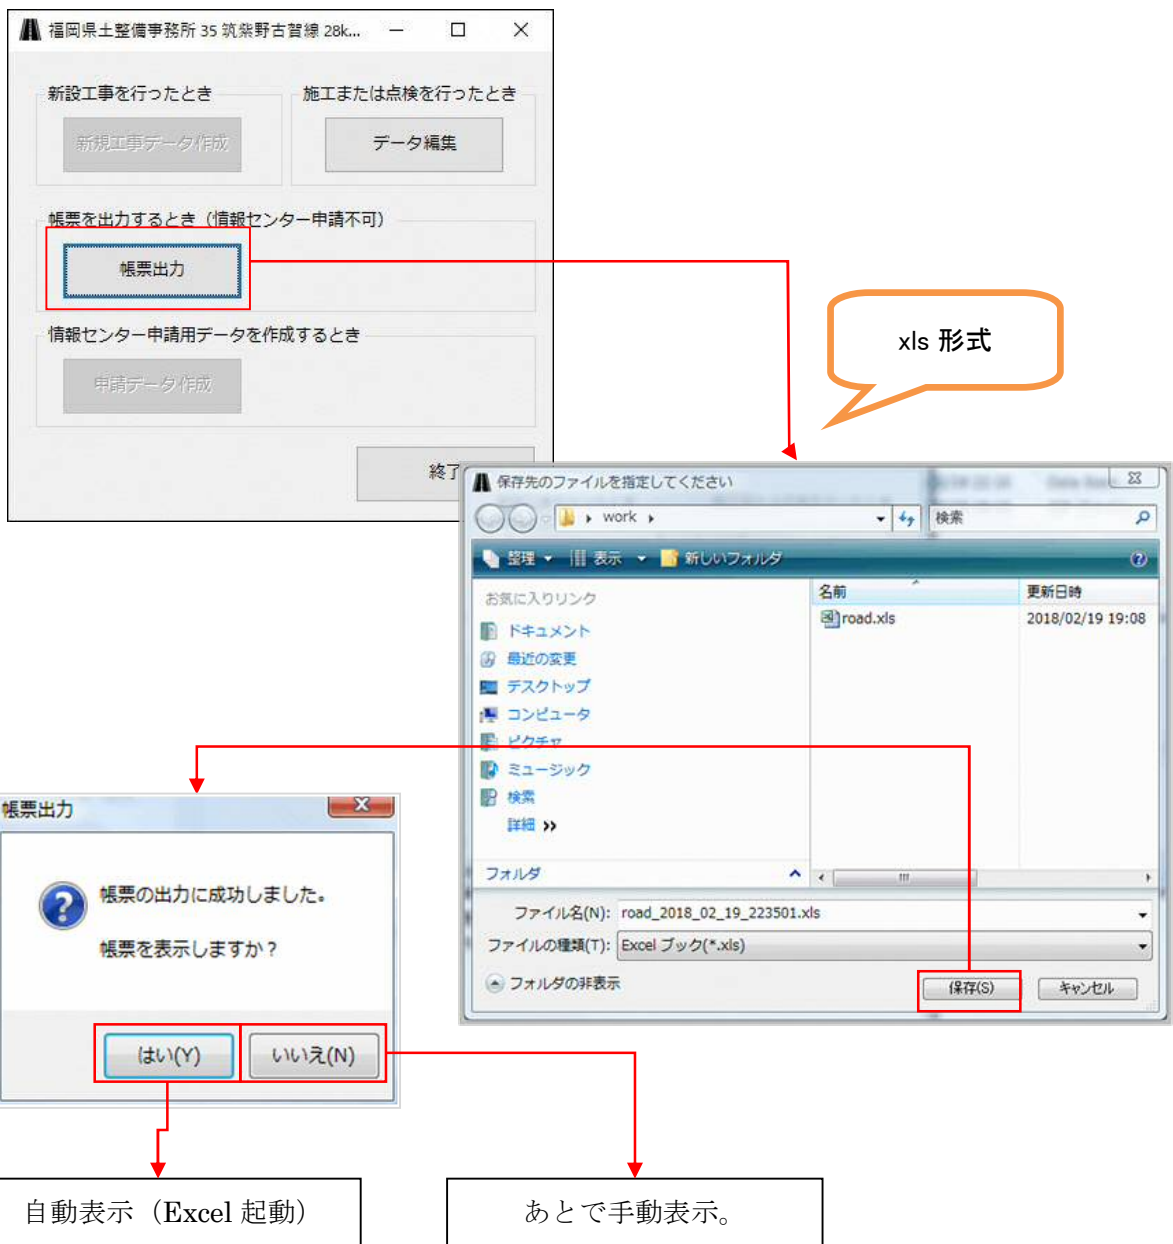 福岡県土整備事務所 35 筑紫野古賀線 28k...
新設工事を行ったとき
施工または点検を行ったとき
新規工事データ作成
データ編集
帳票を出力するとき（情報センター申請不可）
帳票出力
情報センター申請用データを作成するとき
申請データ作成
終了
xls 形式
保存先のファイルを指定してください
work
検索
整理
表示
新しいフォルダ
お気に入りリンク
名前
更新日時
road.xls
2018/02/19 19:08
ドキュメント
最近の変更
デスクトップ
コンピュータ
ピクチャ
ミュージック
検索
詳細 >>
フォルダ
ファイル名(N): road_2018_02_19_223501.xls
ファイルの種類(T): Excel ブック(*.xls)
フォルダの非表示
保存(S)
キャンセル
帳票出力
帳票の出力に成功しました。
帳票を表示しますか？
はい(Y)
いいえ(N)
自動表示（Excel 起動）
あとで手動表示。